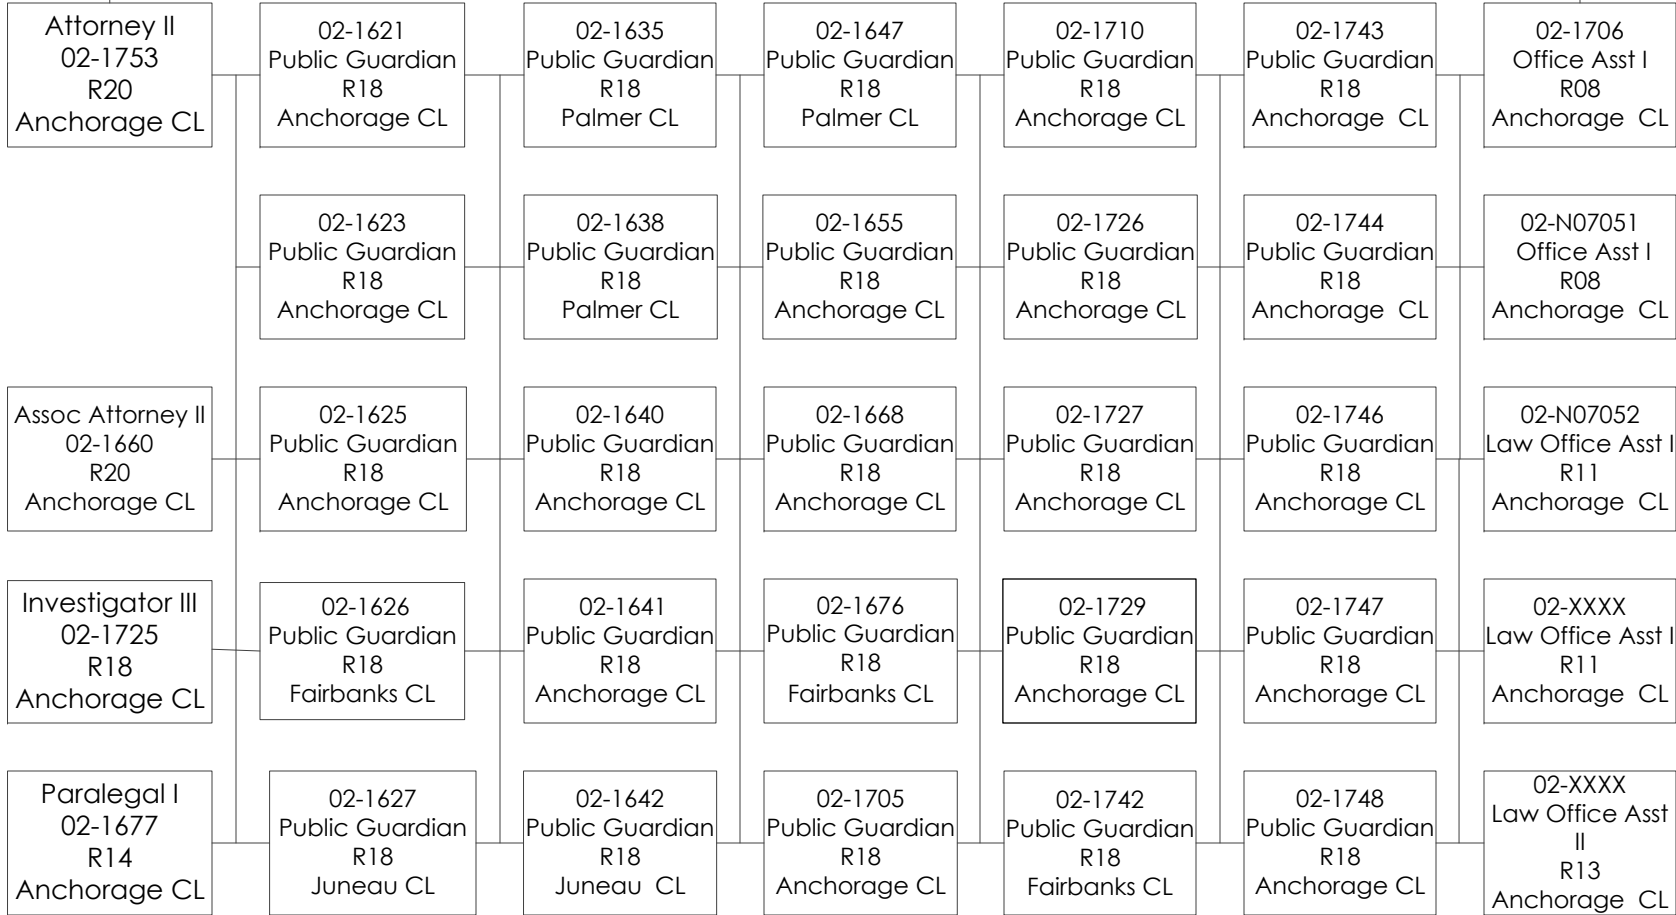 Attorney II
02-1753
R20
Anchorage CL
02-1621
Public Guardian
R18
Anchorage CL
02-1635
Public Guardian
R18
Palmer CL
02-1647
Public Guardian
R18
Palmer CL
02-1710
Public Guardian
R18
Anchorage CL
02-1743
Public Guardian
R18
Anchorage CL
02-1706
Office Asst I
R08
Anchorage CL
02-1623
Public Guardian
R18
Anchorage CL
02-1638
Public Guardian
R18
Palmer CL
02-1655
Public Guardian
R18
Anchorage CL
02-1726
Public Guardian
R18
Anchorage CL
02-1744
Public Guardian
R18
Anchorage CL
02-N07051
Office Asst I
R08
Anchorage CL
Assoc Attorney II
02-1660
R20
Anchorage CL
02-1625
Public Guardian
R18
Anchorage CL
02-1640
Public Guardian
R18
Anchorage CL
02-1668
Public Guardian
R18
Anchorage CL
02-1727
Public Guardian
R18
Anchorage CL
02-1746
Public Guardian
R18
Anchorage CL
02-N07052
Law Office Asst I
R11
Anchorage CL
Investigator III
02-1725
R18
Anchorage CL
02-1626
Public Guardian
R18
Fairbanks CL
02-1641
Public Guardian
R18
Anchorage CL
02-1676
Public Guardian
R18
Fairbanks CL
02-1729
Public Guardian
R18
Anchorage CL
02-1747
Public Guardian
R18
Anchorage CL
02-XXXX
Law Office Asst I
R11
Anchorage CL
Paralegal I
02-1677
R14
Anchorage CL
02-1627
Public Guardian
R18
Juneau CL
02-1642
Public Guardian
R18
Juneau CL
02-1705
Public Guardian
R18
Anchorage CL
02-1742
Public Guardian
R18
Fairbanks CL
02-1748
Public Guardian
R18
Anchorage CL
02-XXXX
Law Office Asst
II
R13
Anchorage CL